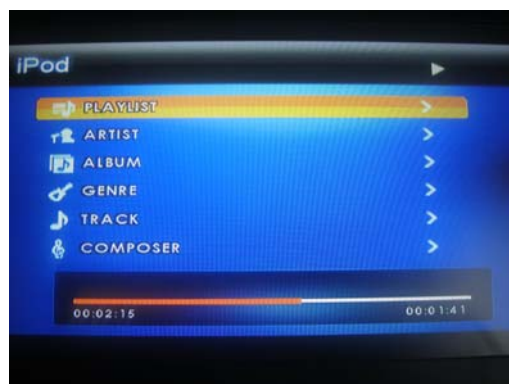 iPod
PLAYLIST
ARTIST
ALBUM
GENRE
TRACK
COMPOSER
00:02:15 00:01:41